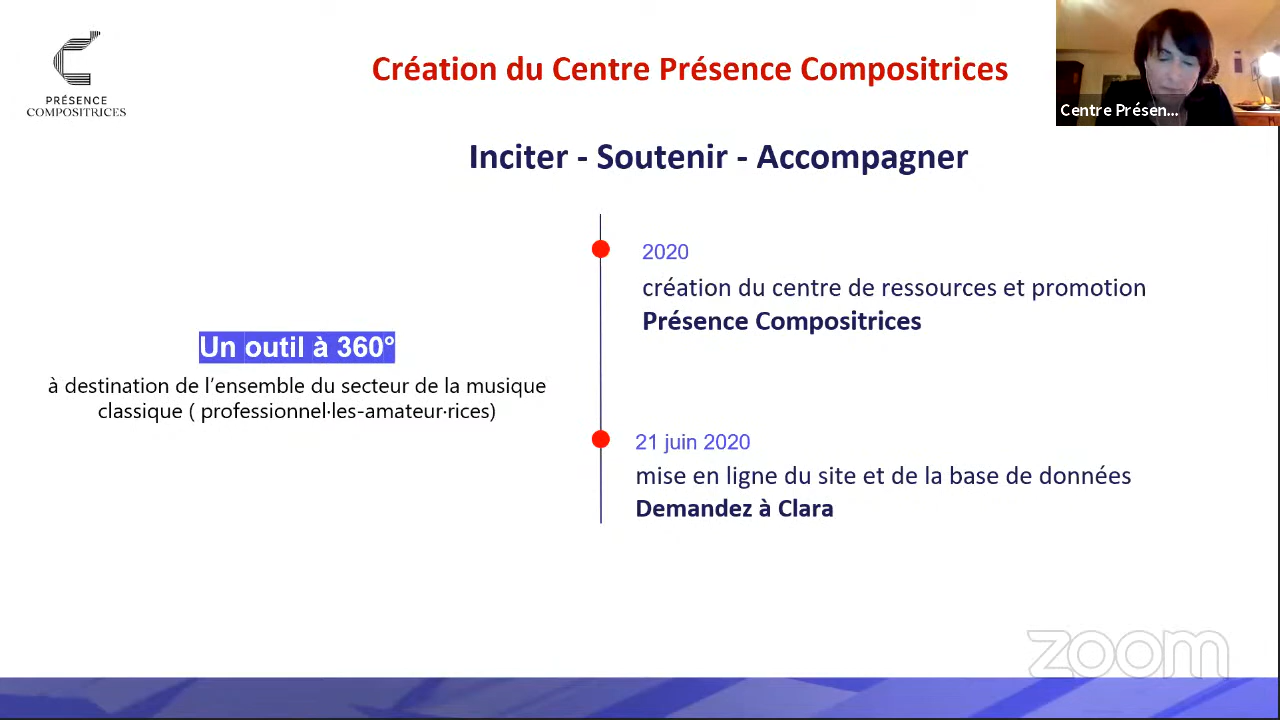 PRÉSENCE
COMPOSITRICES
Création du Centre Présence Compositrices
Centre Présen...
Inciter - Soutenir - Accompagner
Un outil à 360°
à destination de l'ensemble du secteur de la musique
classique ( professionnel·les-amateur·rices)
2020
création du centre de ressources et promotion
Présence Compositrices
21 juin 2020
mise en ligne du site et de la base de données
Demandez à Clara
zoom